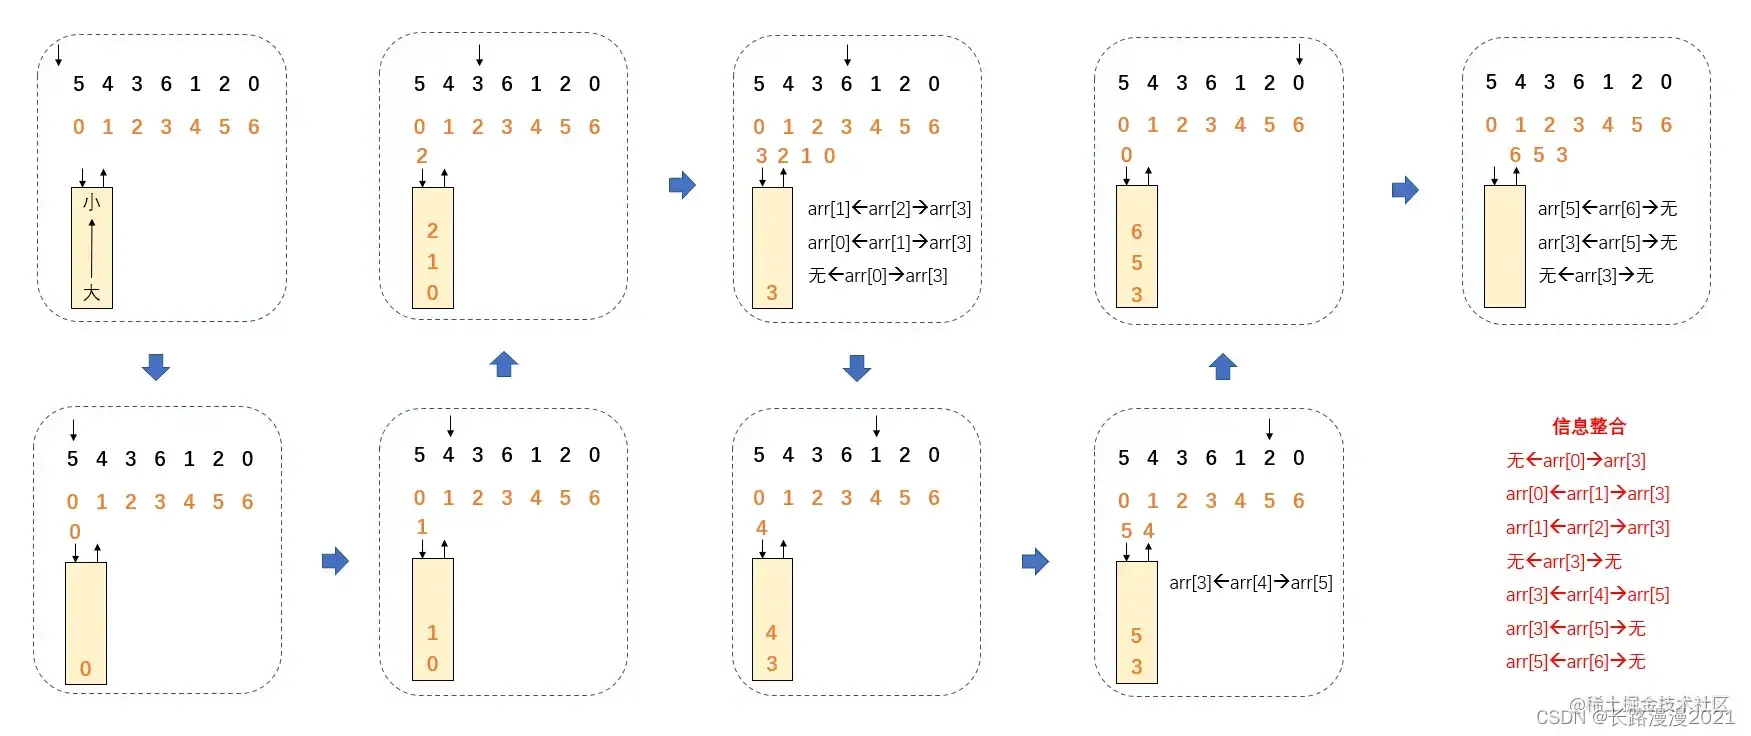 5 4 3 6 1 2 0
0 1 2 3 4 5 6
小
大
5 4 3 6 1 2 0
0 1 2 3 4 5 6
0
0
5 4 3 6 1 2 0
0 1 2 3 4 5 6
1
1
0
5 4 3 6 1 2 0
0 1 2 3 4 5 6
2
2
1
0
5 4 3 6 1 2 0
0 1 2 3 4 5 6
3 2 1 0
arr[1]←arr[2]→arr[3]
arr[0]←arr[1]→arr[3]
无←arr[0]→arr[3]
3
5 4 3 6 1 2 0
0 1 2 3 4 5 6
4
4
3
5 4 3 6 1 2 0
0 1 2 3 4 5 6
5 4
arr[3]←arr[4]→arr[5]
5
3
5 4 3 6 1 2 0
0 1 2 3 4 5 6
0
6
5
3
5 4 3 6 1 2 0
0 1 2 3 4 5 6
6 5 3
arr[5]←arr[6]→无
arr[3]←arr[5]→无
无←arr[3]→无
信息整合
无←arr[0]→arr[3]
arr[0]←arr[1]→arr[3]
arr[1]←arr[2]→arr[3]
无←arr[3]→无
arr[3]←arr[4]→arr[5]
arr[3]←arr[5]→无
arr[5]←arr[6]→无
@稀土掘金技术社区
CSDN @长路漫漫2021